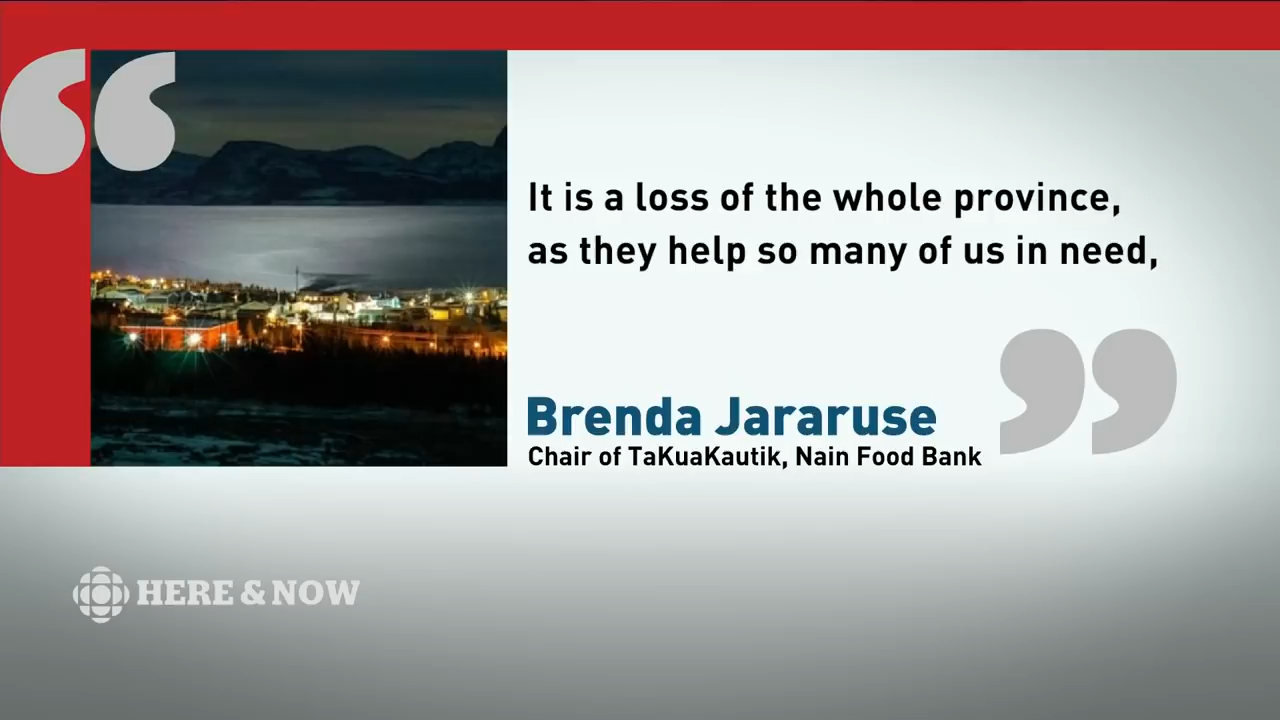 It is a loss of the whole province,
as they help so many of us in need,
Brenda Jararuse
Chair of TaKuaKautik, Nain Food Bank
HERE & NOW